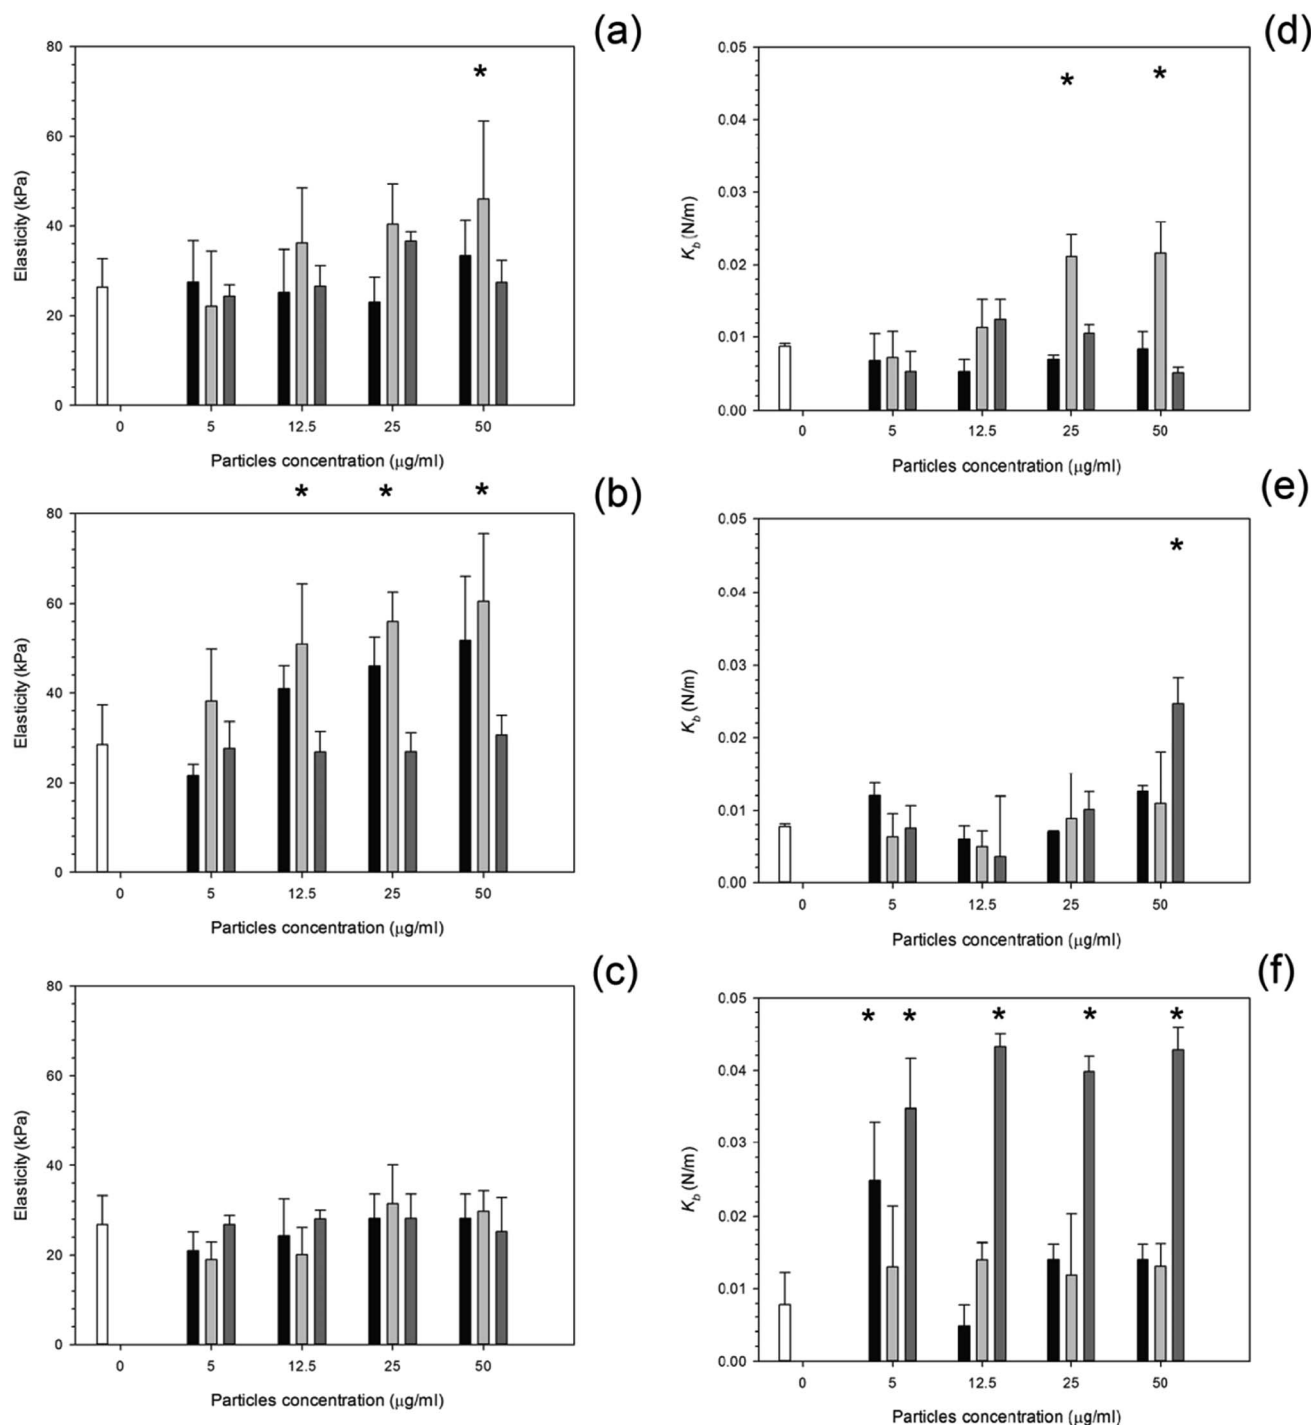 (a)
*
80
60
40
20
0
Elasticity (kPa)
0 5 12.5 25 50
Particles concentration (μg/ml)
(d)
* *
0.05
0.04
0.03
0.02
0.01
0.00
K_b (N/m)
0 5 12.5 25 50
Particles concentration (μg/ml)
(b)
* * *
80
60
40
20
0
Elasticity (kPa)
0 5 12.5 25 50
Particles concentration (μg/ml)
(e)
*
0.05
0.04
0.03
0.02
0.01
0.00
K_b (N/m)
0 5 12.5 25 50
Particles concentration (μg/ml)
(c)
80
60
40
20
0
Elasticity (kPa)
0 5 12.5 25 50
Particles concentration (μg/ml)
(f)
* * * * *
0.05
0.04
0.03
0.02
0.01
0.00
K_b (N/m)
0 5 12.5 25 50
Particles concentration (μg/ml)